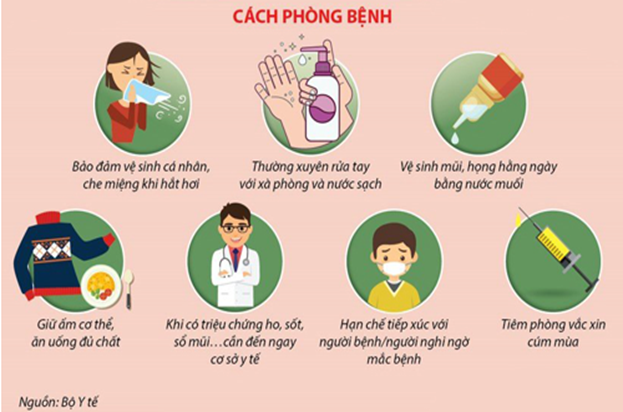 CÁCH PHÒNG BỆNH
Bảo đảm vệ sinh cá nhân,
che miệng khi hắt hơi
Thường xuyên rửa tay
với xà phòng và nước sạch
Vệ sinh mũi, họng hằng ngày
bằng nước muối
Giữ ấm cơ thể,
ăn uống đủ chất
Khi có triệu chứng ho, sốt,
sổ mũi...cần đến ngay
cơ sở y tế
Hạn chế tiếp xúc với
người bệnh/người nghi ngờ
mắc bệnh
Tiêm phòng vắc xin
cúm mùa
Nguồn: Bộ Y tế